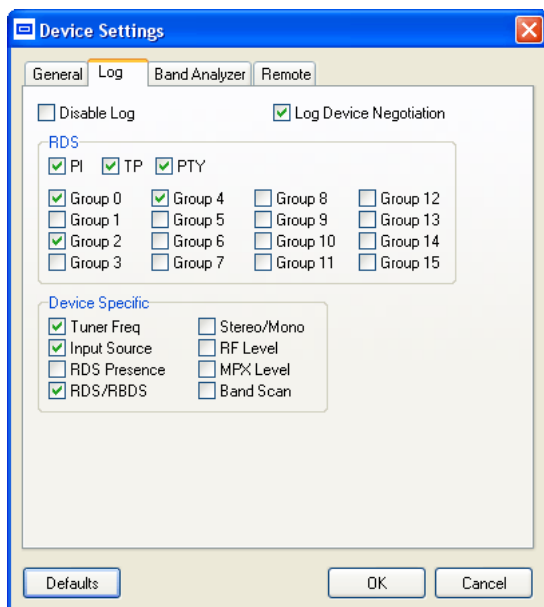 Device Settings
General Log Band Analyzer Remote
Disable Log Log Device Negotiation
RDS
PI TP PTY
Group 0 Group 4 Group 8 Group 12
Group 1 Group 5 Group 9 Group 13
Group 2 Group 6 Group 10 Group 14
Group 3 Group 7 Group 11 Group 15
Device Specific
Tuner Freq Stereo/Mono
Input Source RF Level
RDS Presence MPX Level
RDS/RBDS Band Scan
Defaults OK Cancel